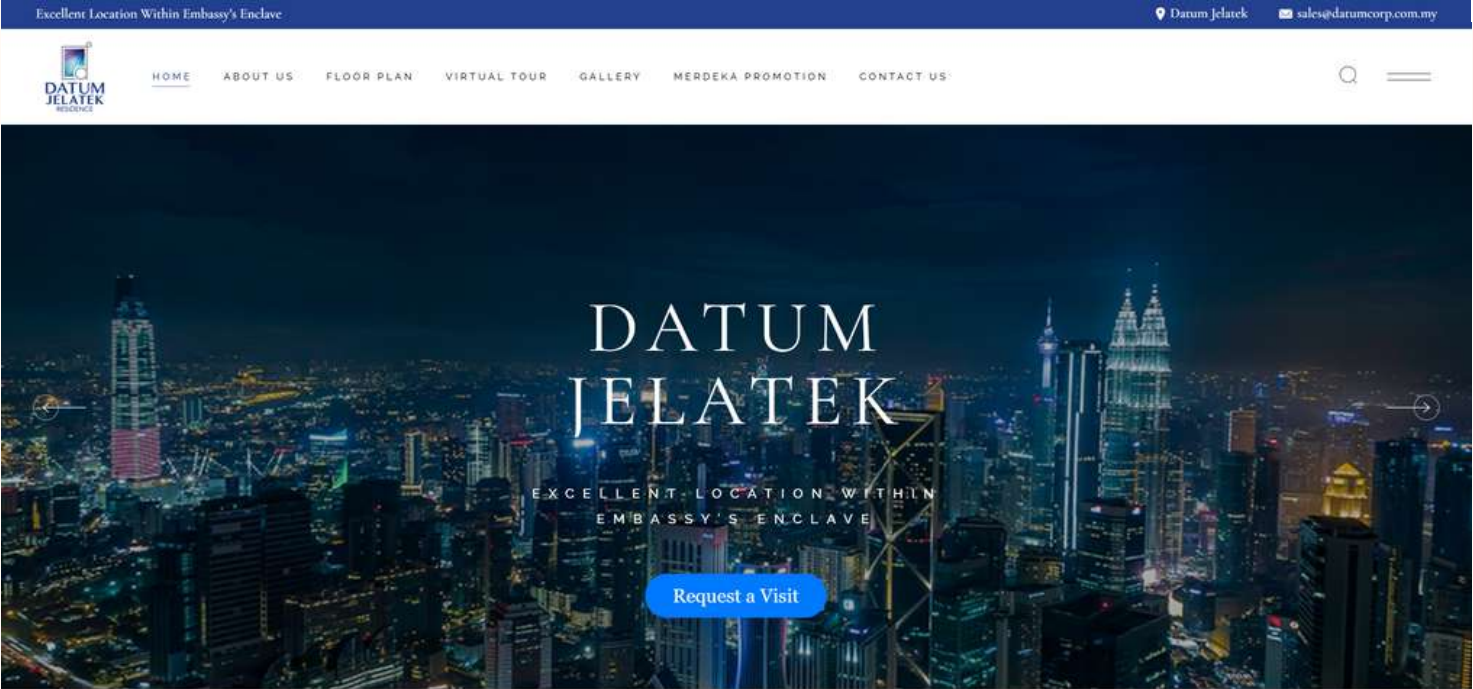 Excellent Location Within Embassy's Enclave
Datum Jelatek
sales@datumcorp.com.my
DATUM
JELATEK
RESIDENCE
HOME
ABOUT US
FLOOR PLAN
VIRTUAL TOUR
GALLERY
MERDEKA PROMOTION
CONTACT US
DATUM
JELATEK
EXCELLENT LOCATION WITHIN
EMBASSY'S ENCLAVE
Request a Visit